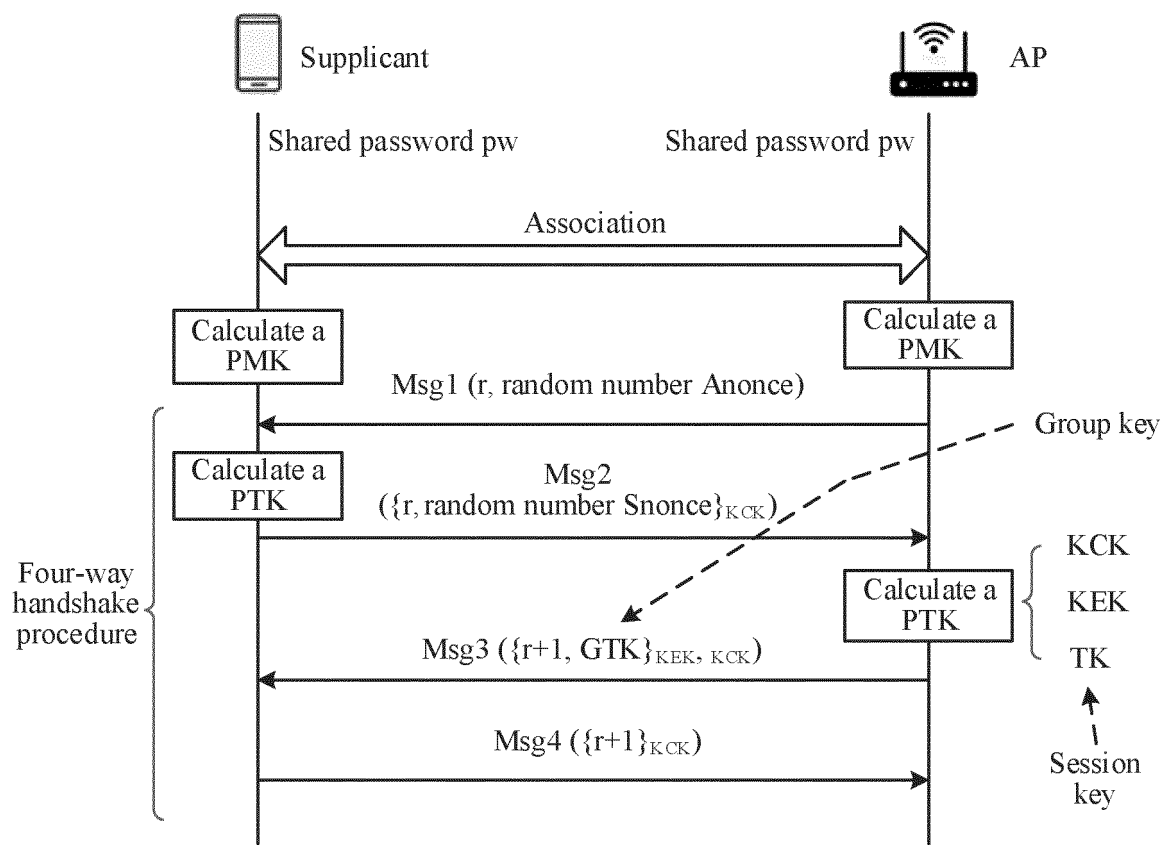 Supplicant
AP
Shared password pw
Shared password pw
Association
Calculate a
PMK
Calculate a
PMK
Msg1 (r, random number Anonce)
Group key
Calculate a
PTK
Msg2
({r, random number Snonce}KCK)
Four-way
handshake
procedure
Calculate a
PTK
KCK
KEK
TK
Msg3 ({r+1, GTK}KEK, KCK)
Msg4 ({r+1}KCK)
Session
key